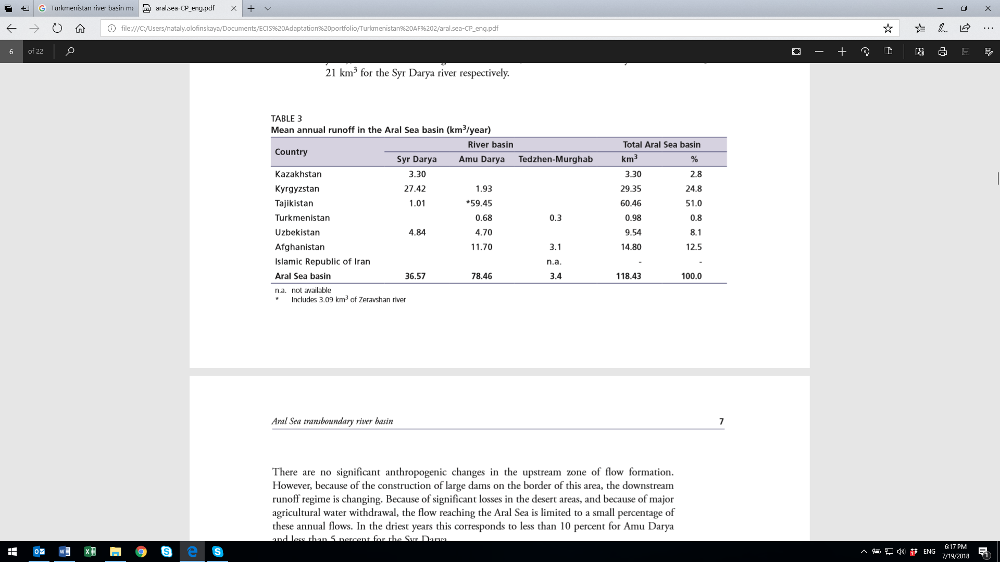 Turkmenistan river basin ma
aral.sea-CP_eng.pdf
file:///C:/Users/nataly.olofinskaya/Documents/ECIS%20Adaptation%20portfolio/Turkmenistan%20AF%202/aral.sea-CP_eng.pdf
6 of 22
21 km³ for the Syr Darya river respectively.
TABLE 3
Mean annual runoff in the Aral Sea basin (km³/year)
Country River basin Total Aral Sea basin
Syr Darya Amu Darya Tedzhen-Murghab km³ %
Kazakhstan 3.30 3.30 2.8
Kyrgyzstan 27.42 1.93 29.35 24.8
Tajikistan 1.01 *59.45 60.46 51.0
Turkmenistan 0.68 0.3 0.98 0.8
Uzbekistan 4.84 4.70 9.54 8.1
Afghanistan 11.70 3.1 14.80 12.5
Islamic Republic of Iran n.a. - -
Aral Sea basin 36.57 78.46 3.4 118.43 100.0
n.a. not available
* Includes 3.09 km³ of Zeravshan river
Aral Sea transboundary river basin 7
There are no significant anthropogenic changes in the upstream zone of flow formation.
However, because of the construction of large dams on the border of this area, the downstream
runoff regime is changing. Because of significant losses in the desert areas, and because of major
agricultural water withdrawal, the flow reaching the Aral Sea is limited to a small percentage of
these annual flows. In the driest years this corresponds to less than 10 percent for Amu Darya
and less than 5 percent for the Syr Darya
ENG
6:17 PM
7/19/2018
1